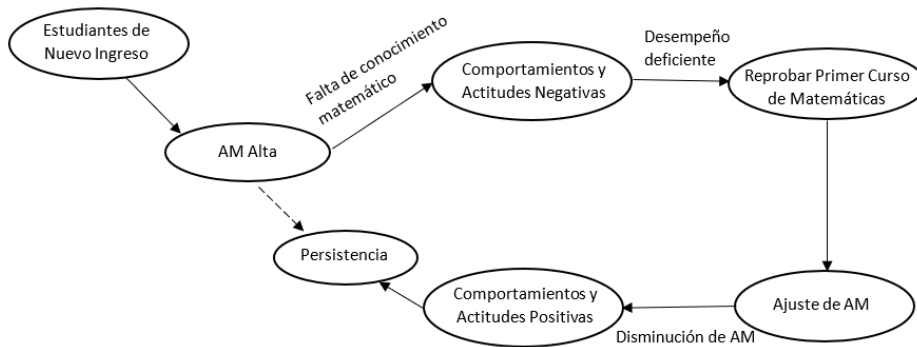 Estudiantes de
Nuevo Ingreso
AM Alta
Falta de conocimiento
matemático
Comportamientos y
Actitudes Negativas
Desempeño
deficiente
Reprobar Primer Curso
de Matemáticas
Ajuste de AM
Disminución de AM
Comportamientos y
Actitudes Positivas
Persistencia